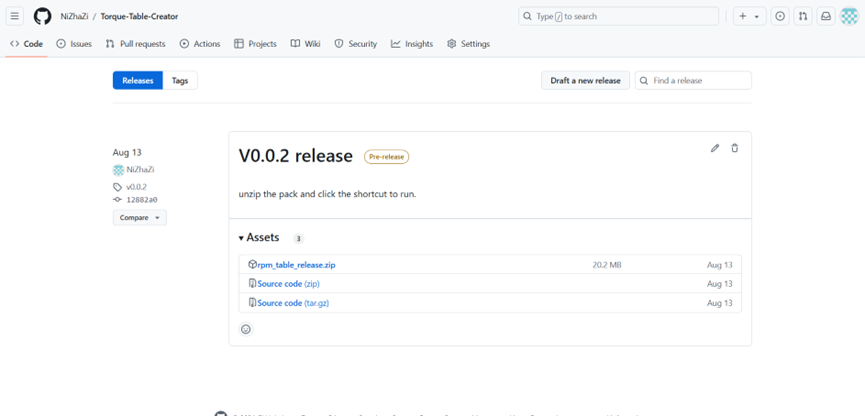 NiZhaZi / Torque-Table-Creator
Type / to search
Code Issues Pull requests Actions Projects Wiki Security Insights Settings
Releases Tags
Draft a new release
Find a release
Aug 13
NiZhaZi
v0.0.2
12882a0
Compare
V0.0.2 release Pre-release
unzip the pack and click the shortcut to run.
Assets 3
rpm_table_release.zip 20.2 MB Aug 13
Source code (zip) Aug 13
Source code (tar.gz) Aug 13